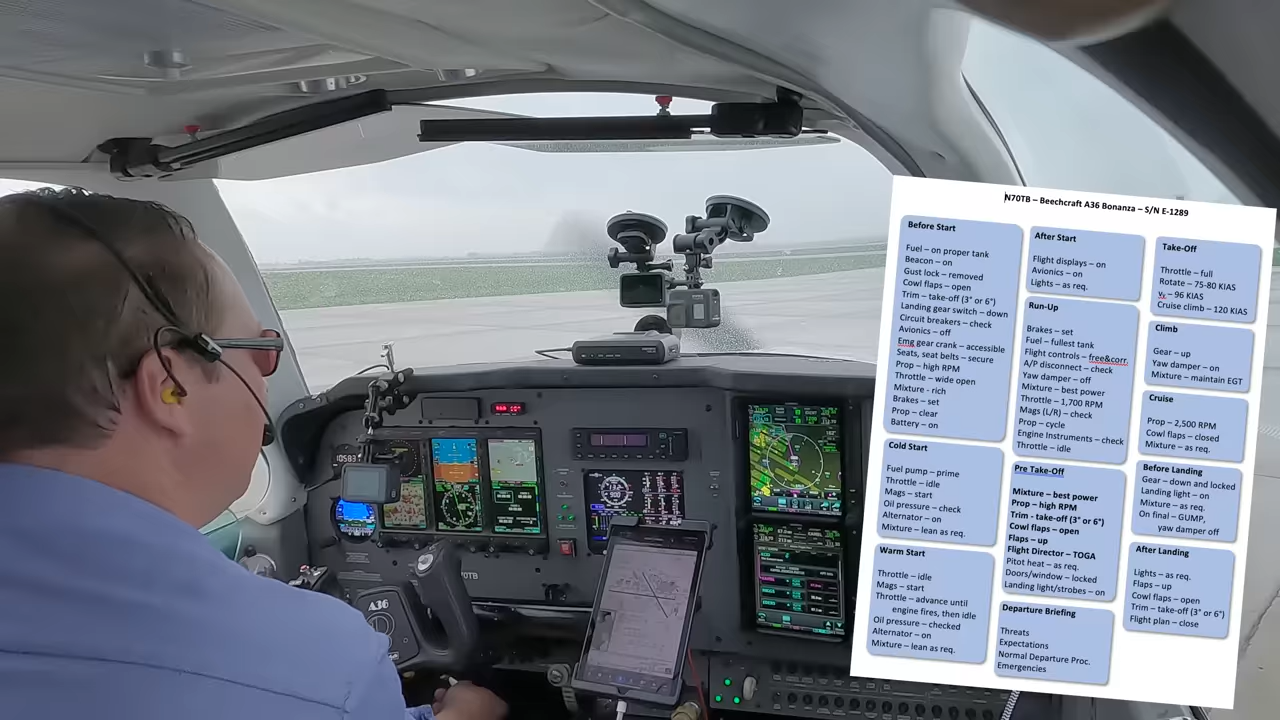 N70TB – Beechcraft A36 Bonanza – S/N E-1289
Before Start
Fuel – on proper tank
Beacon – on
Gust lock – removed
Cowl flaps – open
Trim – take-off (3° or 6°)
Landing gear switch – down
Circuit breakers – check
Avionics – off
Emg gear crank – accessible
Seats, seat belts – secure
Prop – high RPM
Throttle – wide open
Mixture - rich
Brakes – set
Prop – clear
Battery – on
Cold Start
Fuel pump – prime
Throttle – idle
Mags – start
Oil pressure – check
Alternator – on
Mixture – lean as req.
Warm Start
Throttle – idle
Mags – start
Throttle – advance until
engine fires, then idle
Oil pressure – checked
Alternator – on
Mixture – lean as req.
After Start
Flight displays – on
Avionics – on
Lights – as req.
Run-Up
Brakes – set
Fuel – fullest tank
Flight controls – free&corr.
A/P disconnect – check
Yaw damper – off
Mixture – best power
Throttle – 1,700 RPM
Mags (L/R) – check
Prop – cycle
Engine Instruments – check
Throttle – idle
Pre Take-Off
Mixture – best power
Prop – high RPM
Trim – take-off (3° or 6°)
Cowl flaps – open
Flaps – up
Flight Director – TOGA
Pitot heat – as req.
Doors/window – locked
Landing light/strobes – on
Departure Briefing
Threats
Expectations
Normal Departure Proc.
Emergencies
Take-Off
Throttle – full
Rotate – 75-80 KIAS
Vy – 96 KIAS
Cruise climb – 120 KIAS
Climb
Gear – up
Yaw damper – on
Mixture – maintain EGT
Cruise
Prop – 2,500 RPM
Cowl flaps – closed
Mixture – as req.
Before Landing
Gear – down and locked
Landing light – on
Mixture – as req.
On final – GUMP,
yaw damper off
After Landing
Lights – as req.
Flaps – up
Cowl flaps – open
Trim – take-off (3° or 6°)
Flight plan – close
A36